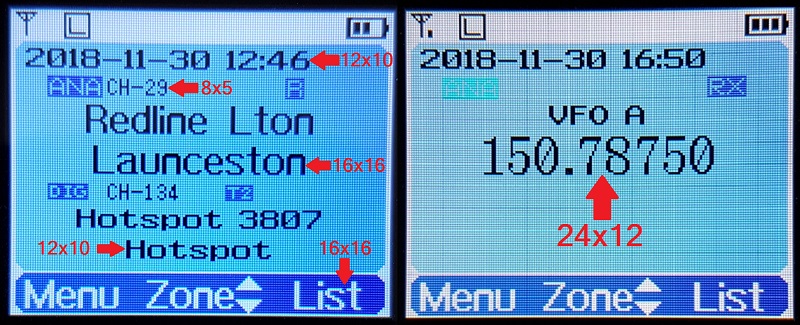 L
2018-11-30 12:46 12x10
ANA CH-29 8x5 R
Redline Lton
Launceston 16x16
DIG CH-134 T2
Hotspot 3807
12x10 Hotspot 16x16
Menu Zone List
L
2018-11-30 16:50
ANA RX
VFO A
150.78750
24x12
Menu Zone List